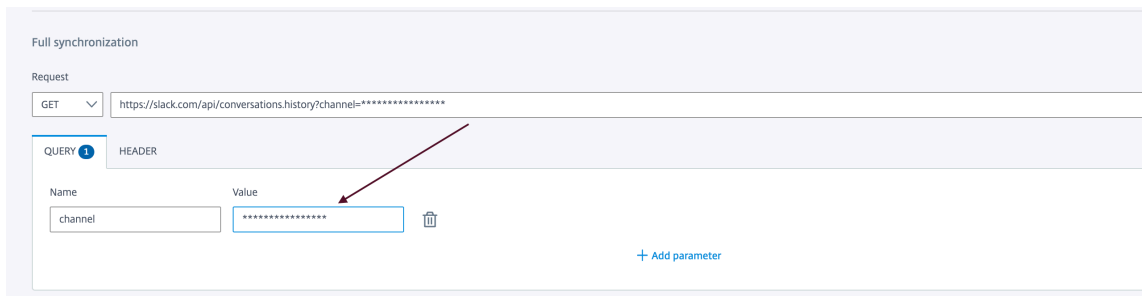 Full synchronization
Request
GET https://slack.com/api/conversations.history?channel=****************
QUERY 1 HEADER
Name Value
channel ****************
+ Add parameter